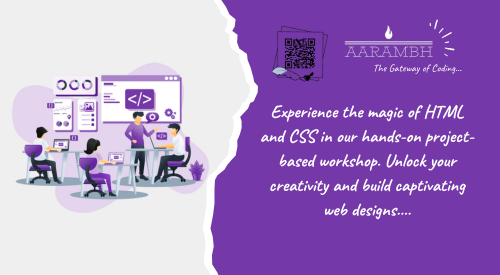 AARAMBH
The Gateway of Coding...
Experience the magic of HTML
and CSS in our hands-on project-
based workshop. Unlock your
creativity and build captivating
web designs....